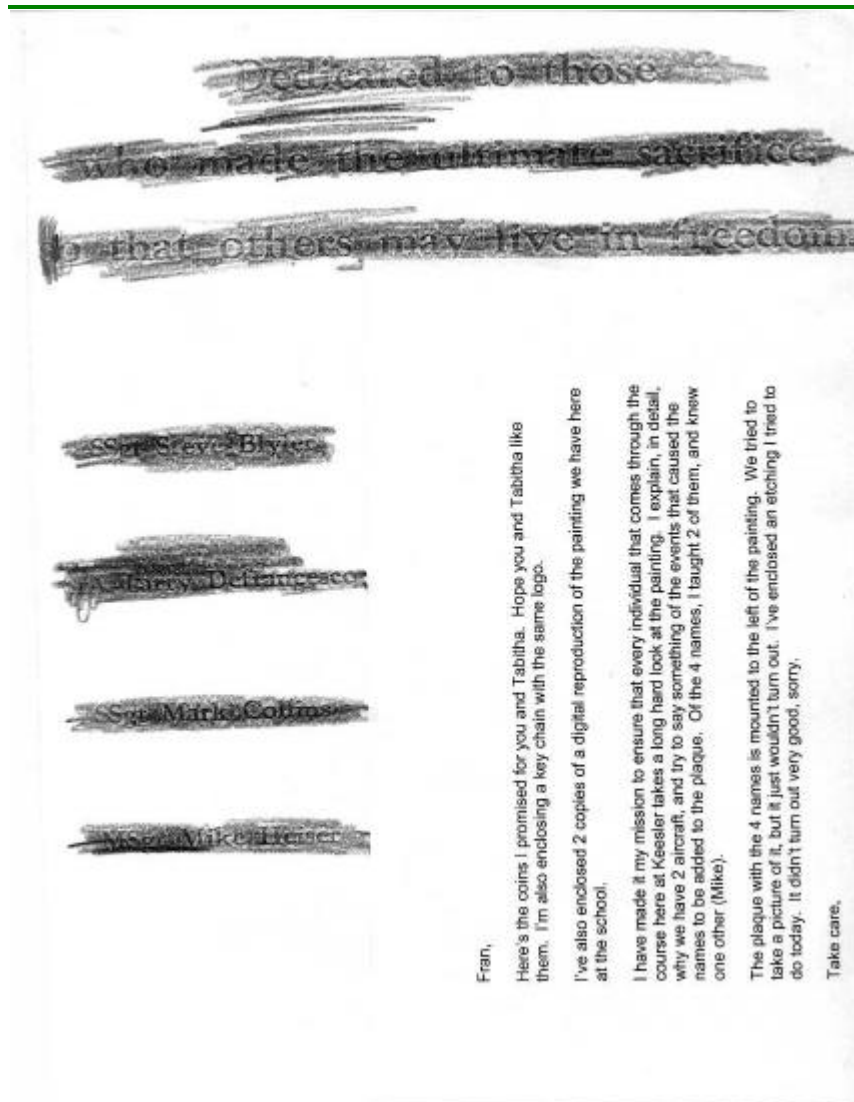 Dedicated to those
who made the ultimate sacrifice,
o that others may live in freedom.
SSgt Steve Blyler
Larry Defrancesco
SSgt Mark Collins
MSgt Mike Heiser
Fran,
Here's the coins I promised for you and Tabitha. Hope you and Tabitha like
them. I'm also enclosing a key chain with the same logo.
I've also enclosed 2 copies of a digital reproduction of the painting we have here
at the school.
I have made it my mission to ensure that every individual that comes through the
course here at Keesler takes a long hard look at the painting. I explain, in detail,
why we have 2 aircraft, and try to say something of the events that caused the
names to be added to the plaque. Of the 4 names, I taught 2 of them, and knew
one other (Mike).
The plaque with the 4 names is mounted to the left of the painting. We tried to
take a picture of it, but it just wouldn't turn out. I've enclosed an etching I tried to
do today. It didn't turn out very good, sorry.
Take care,